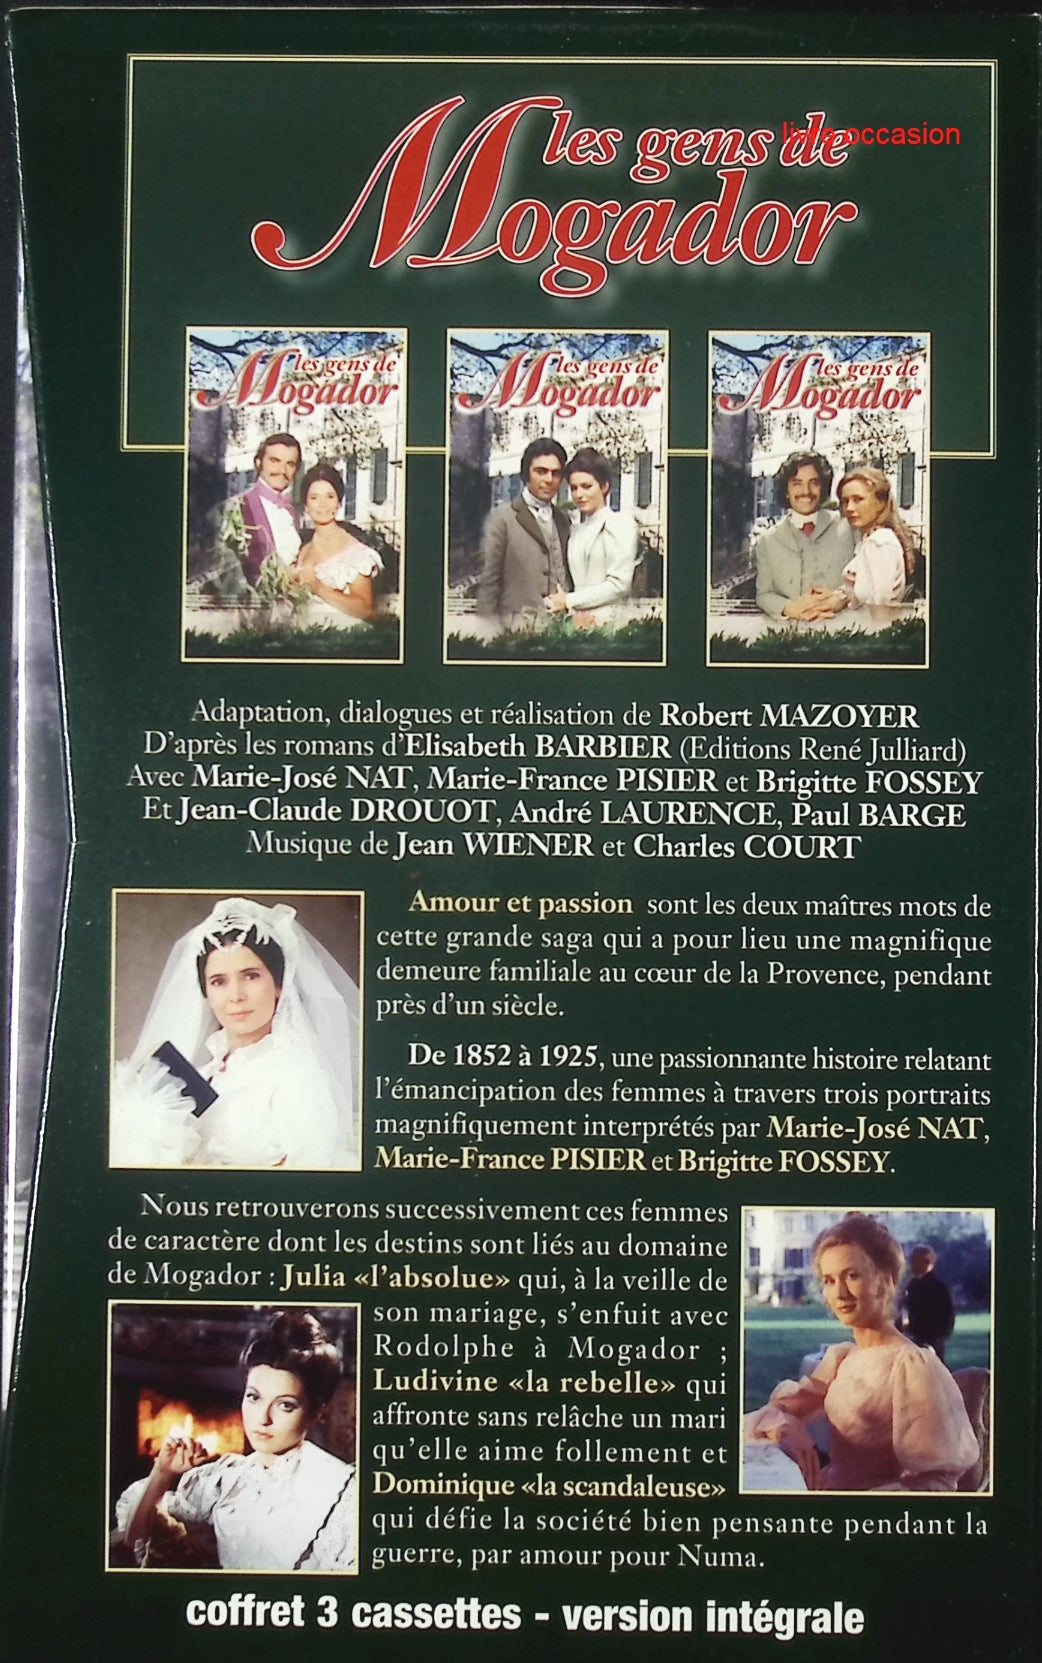 les gens de
Mogador
livro occasion
les gens de
Mogador
les gens de
Mogador
les gens de
Mogador
Adaptation, dialogues et réalisation de Robert MAZOYER
D'après les romans d'Elisabeth BARBIER (Editions René Julliard)
Avec Marie-José NAT, Marie-France PISIER et Brigitte FOSSEY
Et Jean-Claude DROUOT, André LAURENCE, Paul BARGE
Musique de Jean WIENER et Charles COURT
Amour et passion sont les deux maîtres mots de
cette grande saga qui a pour lieu une magnifique
demeure familiale au cœur de la Provence, pendant
près d'un siècle.
De 1852 à 1925, une passionnante histoire relatant
l'émancipation des femmes à travers trois portraits
magnifiquement interprétés par Marie-José NAT,
Marie-France PISIER et Brigitte FOSSEY.
Nous retrouverons successivement ces femmes
de caractère dont les destins sont liés au domaine
de Mogador : Julia «l'absolue» qui, à la veille de
son mariage, s'enfuit avec
Rodolphe à Mogador ;
Ludivine «la rebelle» qui
affronte sans relâche un mari
qu'elle aime follement et
Dominique «la scandaleuse»
qui défie la société bien pensante pendant la
guerre, par amour pour Numa.
coffret 3 cassettes - version intégrale